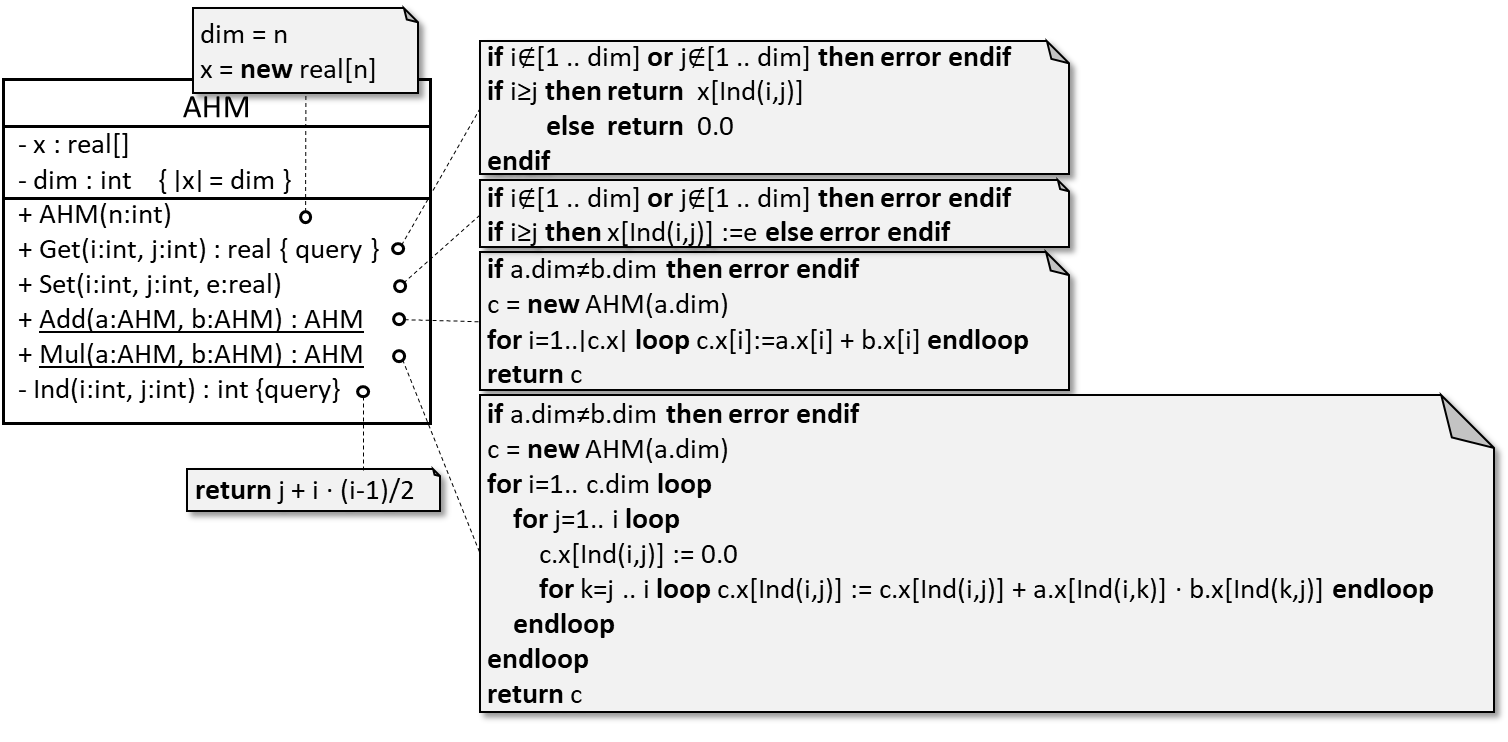 dim = n
x = new real[n]
AHM
- x : real[]
- dim : int { |x| = dim }
+ AHM(n:int)
+ Get(i:int, j:int) : real { query }
+ Set(i:int, j:int, e:real)
+ Add(a:AHM, b:AHM) : AHM
+ Mul(a:AHM, b:AHM) : AHM
- Ind(i:int, j:int) : int {query}
return j + i · (i-1)/2
if i∉[1 .. dim] or j∉[1 .. dim] then error endif
if i≥j then return x[Ind(i,j)]
else return 0.0
endif
if i∉[1 .. dim] or j∉[1 .. dim] then error endif
if i≥j then x[Ind(i,j)] :=e else error endif
if a.dim≠b.dim then error endif
c = new AHM(a.dim)
for i=1..|c.x| loop c.x[i]:=a.x[i] + b.x[i] endloop
return c
if a.dim≠b.dim then error endif
c = new AHM(a.dim)
for i=1.. c.dim loop
for j=1.. i loop
c.x[Ind(i,j)] := 0.0
for k=j .. i loop c.x[Ind(i,j)] := c.x[Ind(i,j)] + a.x[Ind(i,k)] · b.x[Ind(k,j)] endloop
endloop
endloop
return c